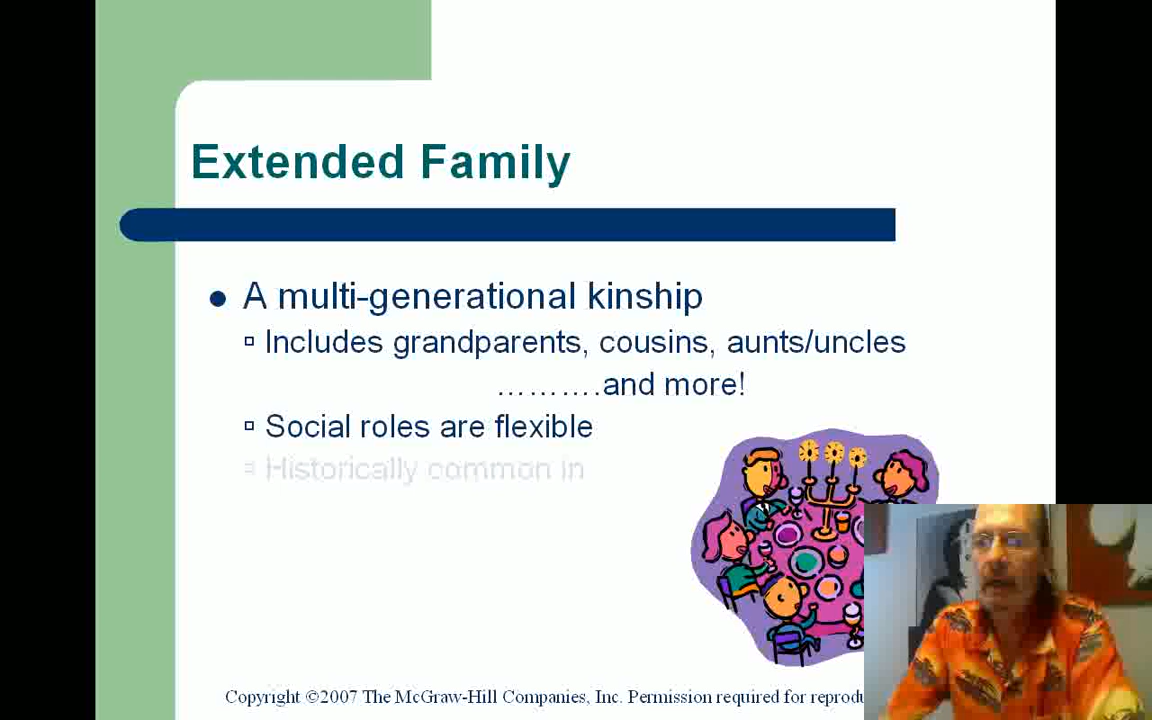 Extended Family
A multi-generational kinship
Includes grandparents, cousins, aunts/uncles
……….and more!
Social roles are flexible
Historically common in
Copyright ©2007 The McGraw-Hill Companies, Inc. Permission required for